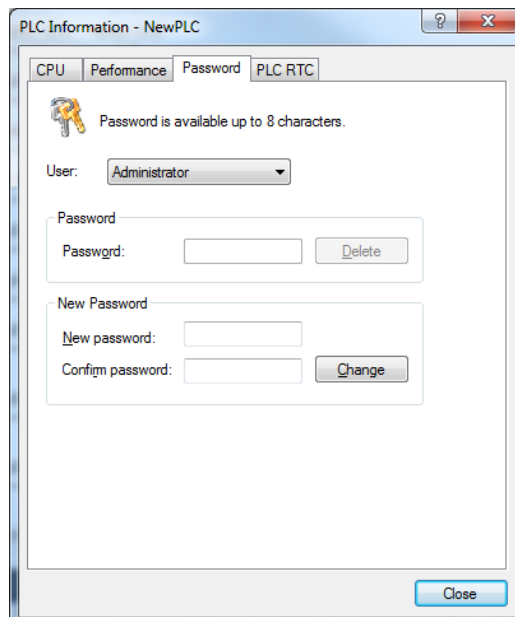 PLC Information - NewPLC
CPU Performance Password PLC RTC
Password is available up to 8 characters.
User: Administrator
Password
Password: Delete
New Password
New password:
Confirm password: Change
Close